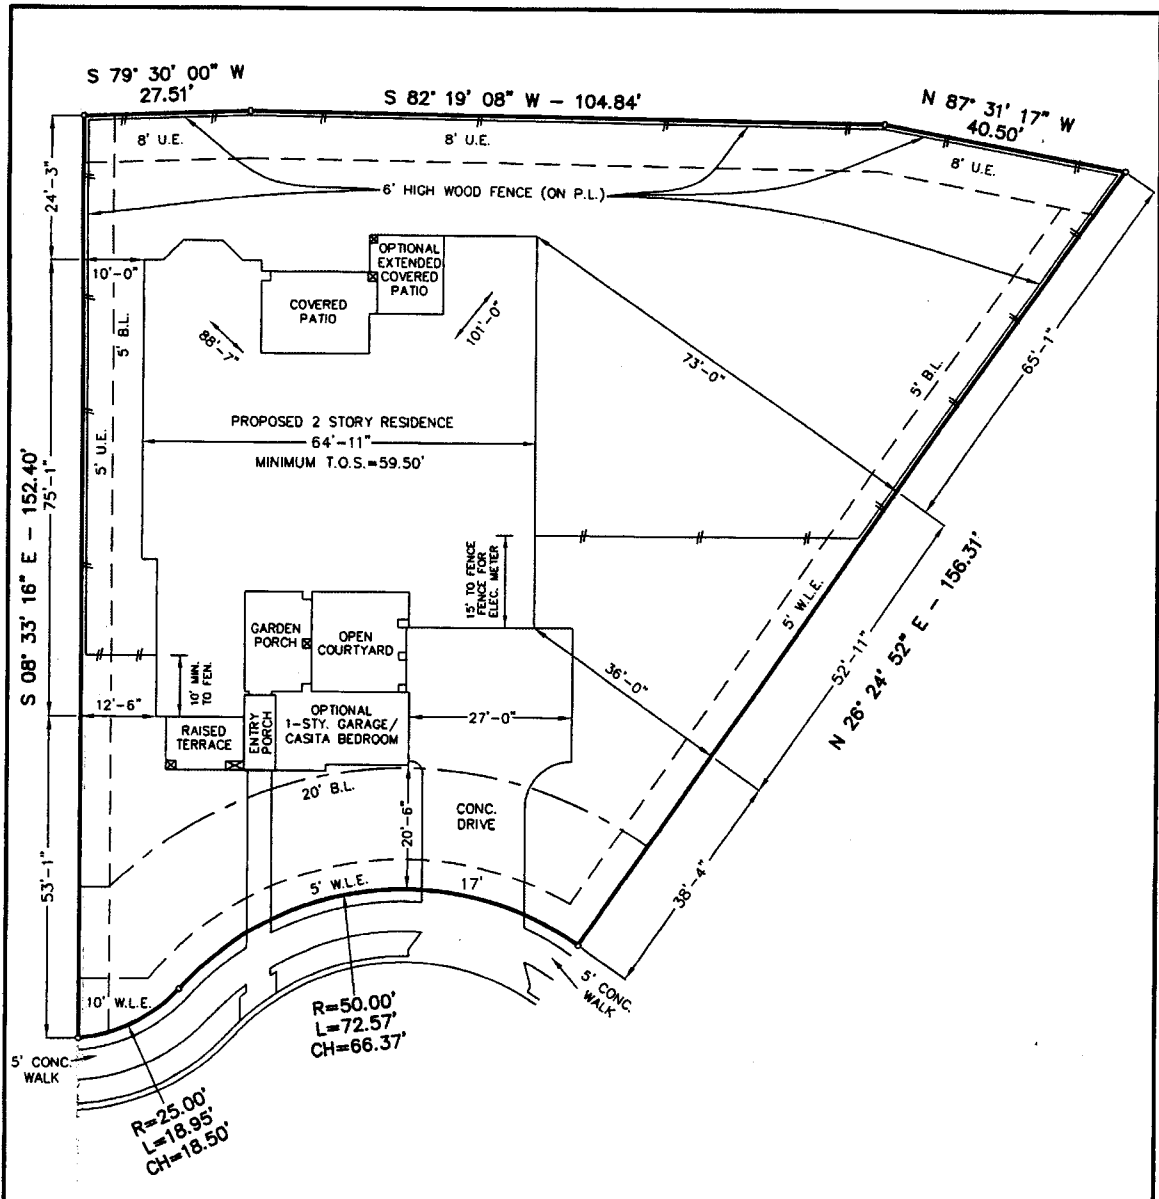 S 79° 30' 00" W
27.51'
S 82° 19' 08" W - 104.84'
N 87° 31' 17" W
40.50'
8' U.E.
8' U.E.
8' U.E.
6' HIGH WOOD FENCE (ON P.L.)
24'-3"
10'-0"
OPTIONAL
EXTENDED
COVERED
PATIO
COVERED
PATIO
88'-7"
101'-0"
5' B.L.
73'-0"
5' B.L.
65'-1"
PROPOSED 2 STORY RESIDENCE
64'-11"
MINIMUM T.O.S.=59.50'
5' U.E.
S 08° 33' 16" E - 152.40'
75'-1"
15' TO FENCE
FENCE FOR
ELEC. METER
5' W.L.E.
N 26° 24' 52" E - 156.31'
52'-11"
GARDEN
PORCH
OPEN
COURTYARD
36'-0"
10' MIN.
TO FEN.
12'-6"
RAISED
TERRACE
ENTRY
PORCH
OPTIONAL
1-STY. GARAGE/
CASITA BEDROOM
27'-0"
20' B.L.
20'-6"
CONC.
DRIVE
53'-1"
5' W.L.E.
17'
38'-4"
10' W.L.E.
5' CONC.
WALK
R=50.00'
L=72.57'
CH=66.37'
5' CONC.
WALK
R=25.00'
L=18.95'
CH=18.50'